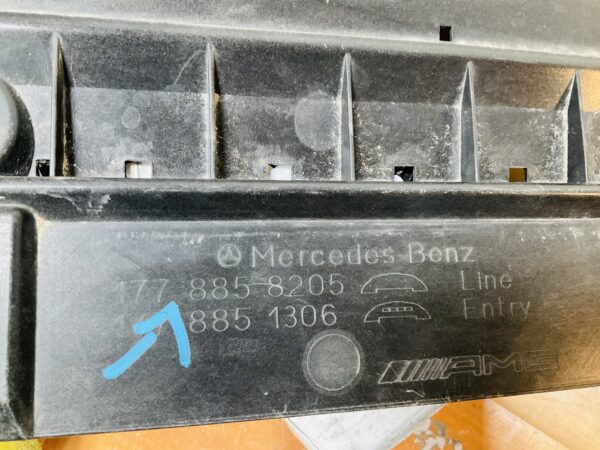 Mercedes-Benz
177 885 8205 Line
885 1306 Entry
AMG